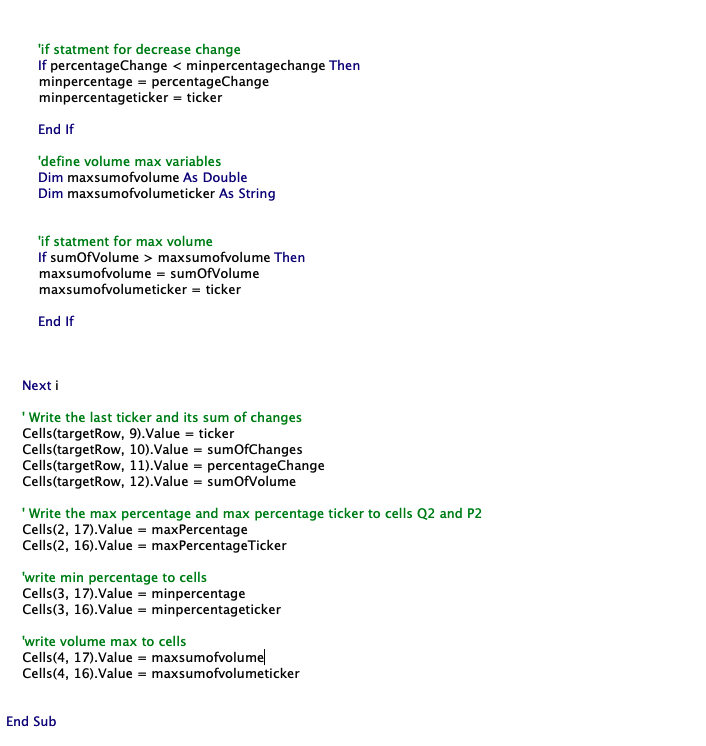 'if statment for decrease change
If percentageChange < minpercentagechange Then
minpercentage = percentageChange
minpercentageticker = ticker
End If
'define volume max variables
Dim maxsumofvolume As Double
Dim maxsumofvolumeticker As String
'if statment for max volume
If sumOfVolume > maxsumofvolume Then
maxsumofvolume = sumOfVolume
maxsumofvolumeticker = ticker
End If
Next i
' Write the last ticker and its sum of changes
Cells(targetRow, 9).Value = ticker
Cells(targetRow, 10).Value = sumOfChanges
Cells(targetRow, 11).Value = percentageChange
Cells(targetRow, 12).Value = sumOfVolume
' Write the max percentage and max percentage ticker to cells Q2 and P2
Cells(2, 17).Value = maxPercentage
Cells(2, 16).Value = maxPercentageTicker
'write min percentage to cells
Cells(3, 17).Value = minpercentage
Cells(3, 16).Value = minpercentageticker
'write volume max to cells
Cells(4, 17).Value = maxsumofvolume
Cells(4, 16).Value = maxsumofvolumeticker
End Sub